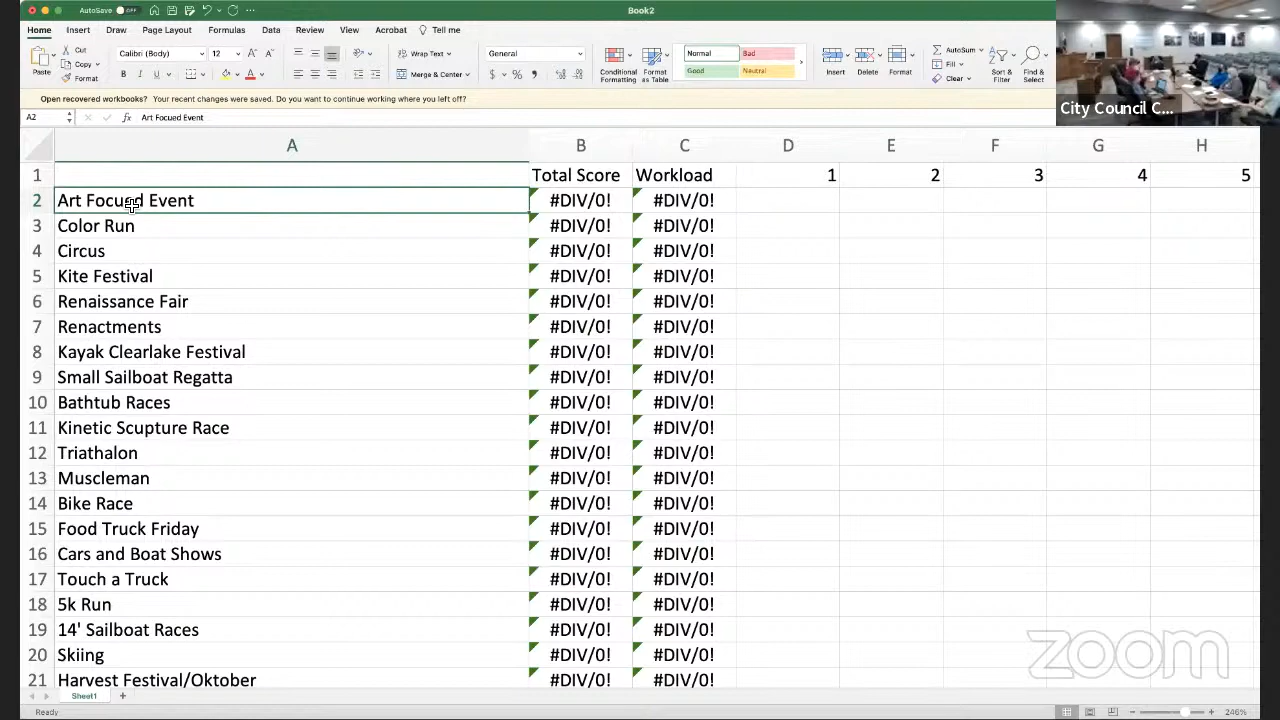 AutoSave OFF Book2
Home Insert Draw Page Layout Formulas Data Review View Acrobat Tell me
Paste Cut Copy Format
Calibri (Body) 12 A A
B I U A
Wrap Text
Merge & Center
General
$ %
Conditional Formatting
Format as Table
Normal Bad
Good Neutral
Insert Delete Format
AutoSum
Fill
Clear
Sort & Filter
Find & Select
City Council C...
Open recovered workbooks? Your recent changes were saved. Do you want to continue working where you left off?
A2 fx Art Focued Event
A B C D E F G H
1 Total Score Workload 1 2 3 4 5
2 Art Focued Event #DIV/0! #DIV/0!
3 Color Run #DIV/0! #DIV/0!
4 Circus #DIV/0! #DIV/0!
5 Kite Festival #DIV/0! #DIV/0!
6 Renaissance Fair #DIV/0! #DIV/0!
7 Renactments #DIV/0! #DIV/0!
8 Kayak Clearlake Festival #DIV/0! #DIV/0!
9 Small Sailboat Regatta #DIV/0! #DIV/0!
10 Bathtub Races #DIV/0! #DIV/0!
11 Kinetic Scupture Race #DIV/0! #DIV/0!
12 Triathalon #DIV/0! #DIV/0!
13 Muscleman #DIV/0! #DIV/0!
14 Bike Race #DIV/0! #DIV/0!
15 Food Truck Friday #DIV/0! #DIV/0!
16 Cars and Boat Shows #DIV/0! #DIV/0!
17 Touch a Truck #DIV/0! #DIV/0!
18 5k Run #DIV/0! #DIV/0!
19 14' Sailboat Races #DIV/0! #DIV/0!
20 Skiing #DIV/0! #DIV/0!
21 Harvest Festival/Oktober #DIV/0! #DIV/0!
zoom
Sheet1 +
Ready 246%